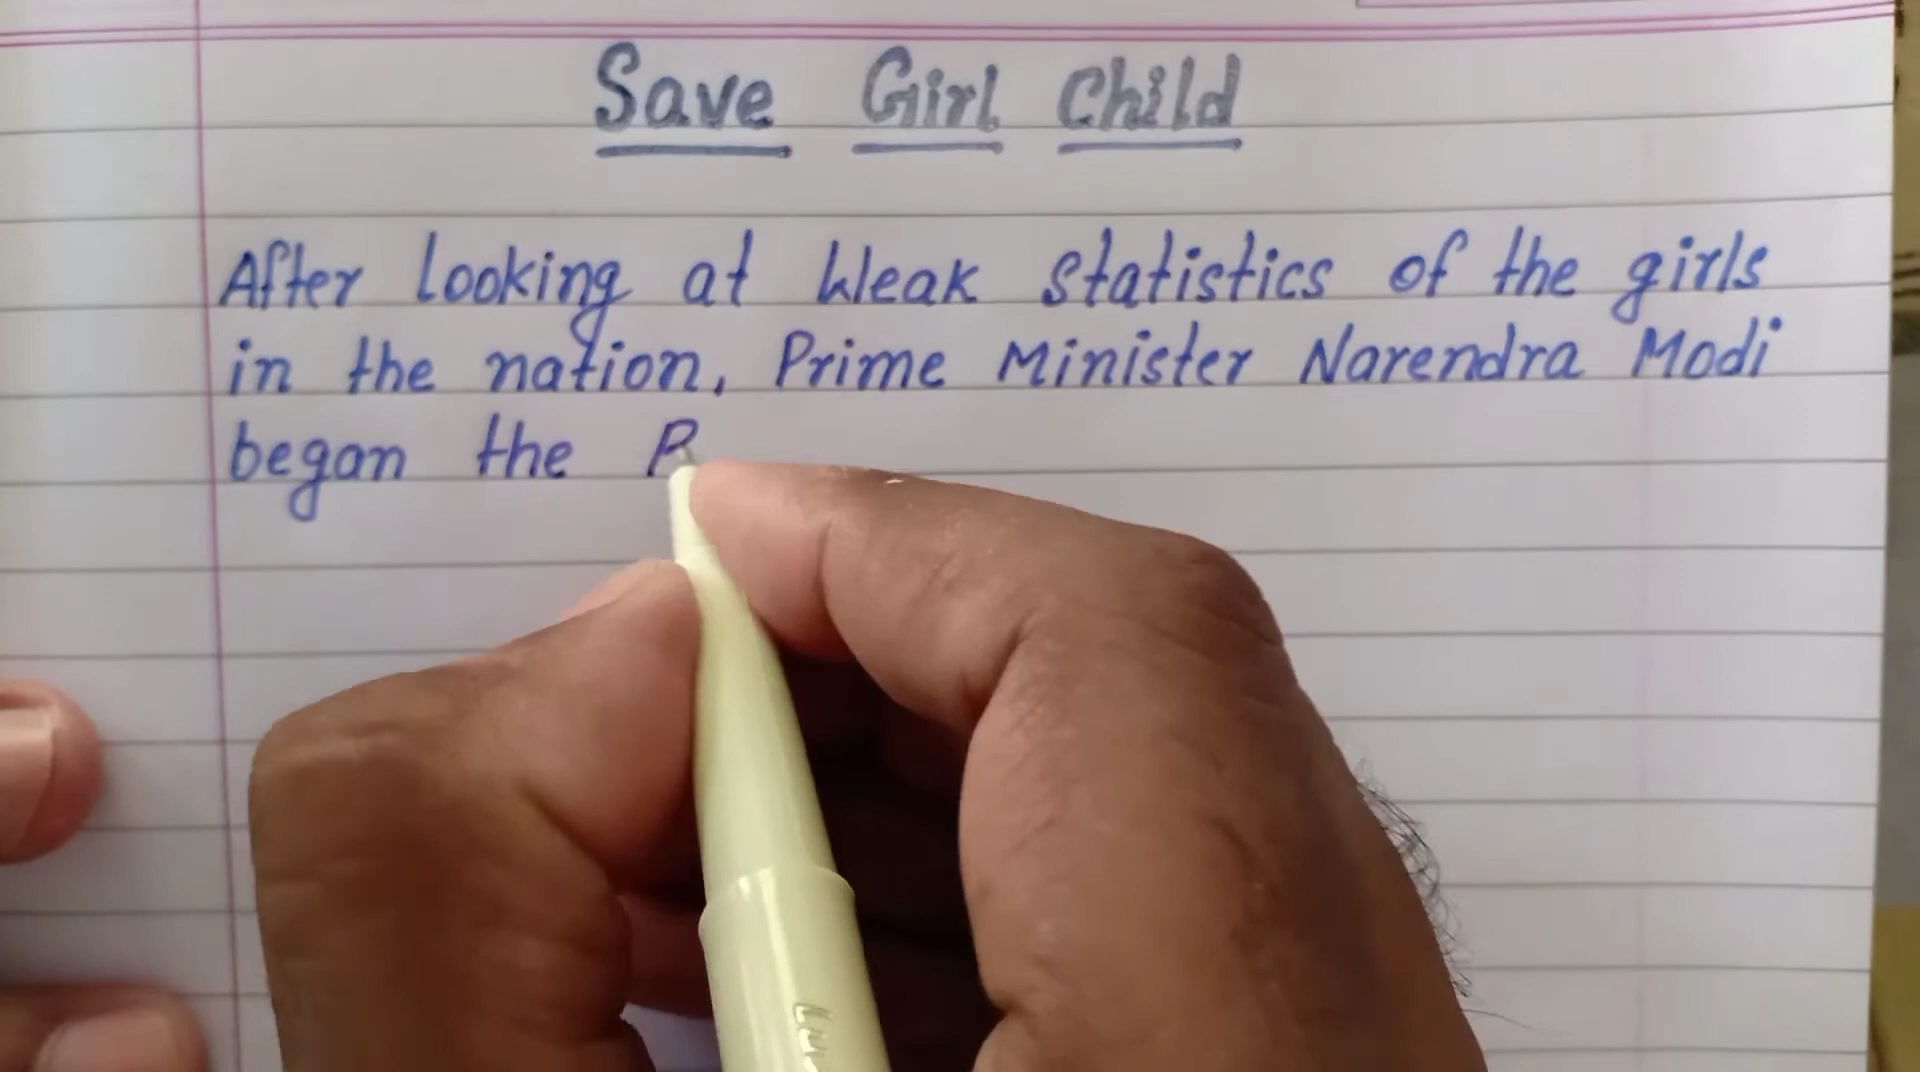 Save Girl Child
After looking at Weak statistics of the girls
in the nation, Prime Minister Narendra Modi
began the